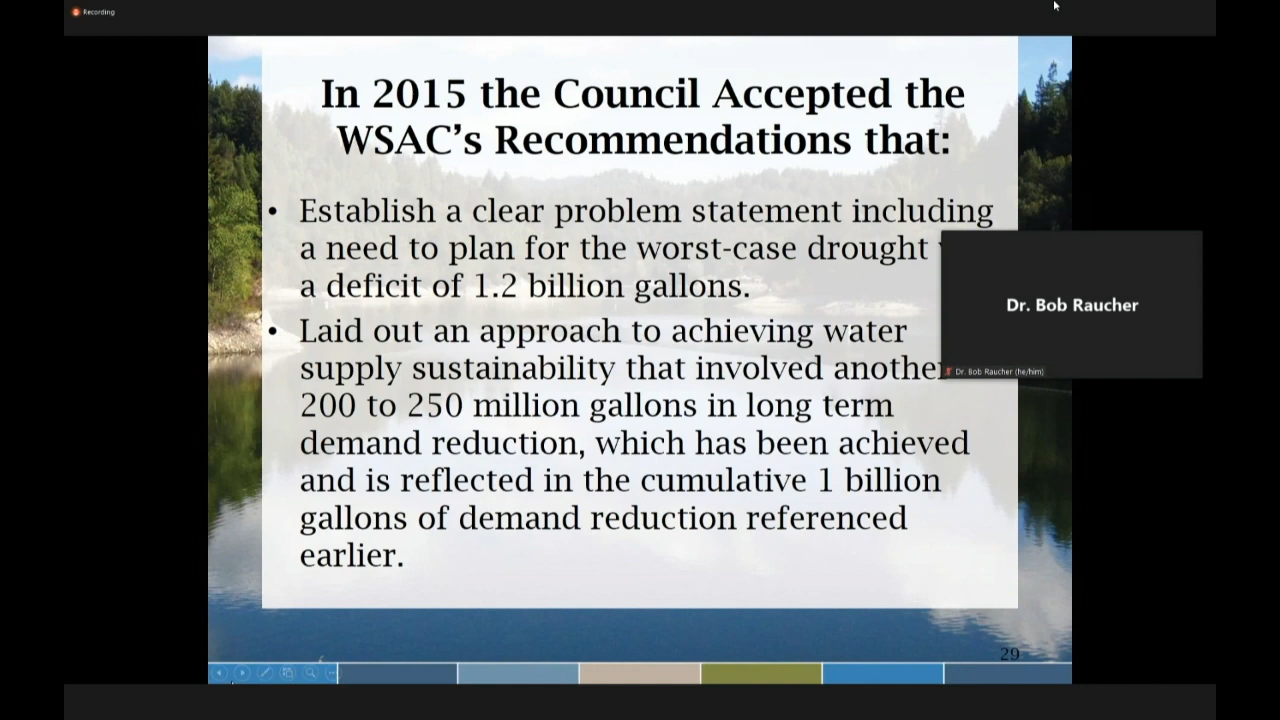 Recording
In 2015 the Council Accepted the
WSAC's Recommendations that:
• Establish a clear problem statement including
a need to plan for the worst-case drought
a deficit of 1.2 billion gallons.
• Laid out an approach to achieving water
supply sustainability that involved another
200 to 250 million gallons in long term
demand reduction, which has been achieved
and is reflected in the cumulative 1 billion
gallons of demand reduction referenced
earlier.
Dr. Bob Raucher
Dr. Bob Raucher (he/him)
29